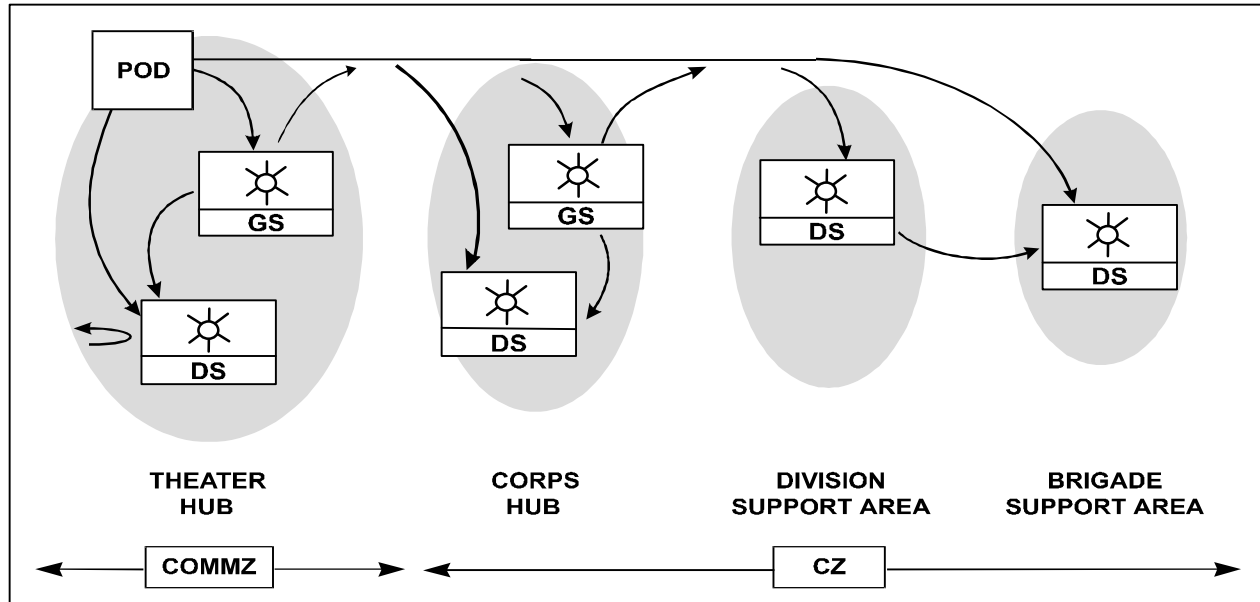 POD
GS
GS
DS
DS
DS
DS
THEATER
HUB
CORPS
HUB
DIVISION
SUPPORT AREA
BRIGADE
SUPPORT AREA
COMMZ
CZ